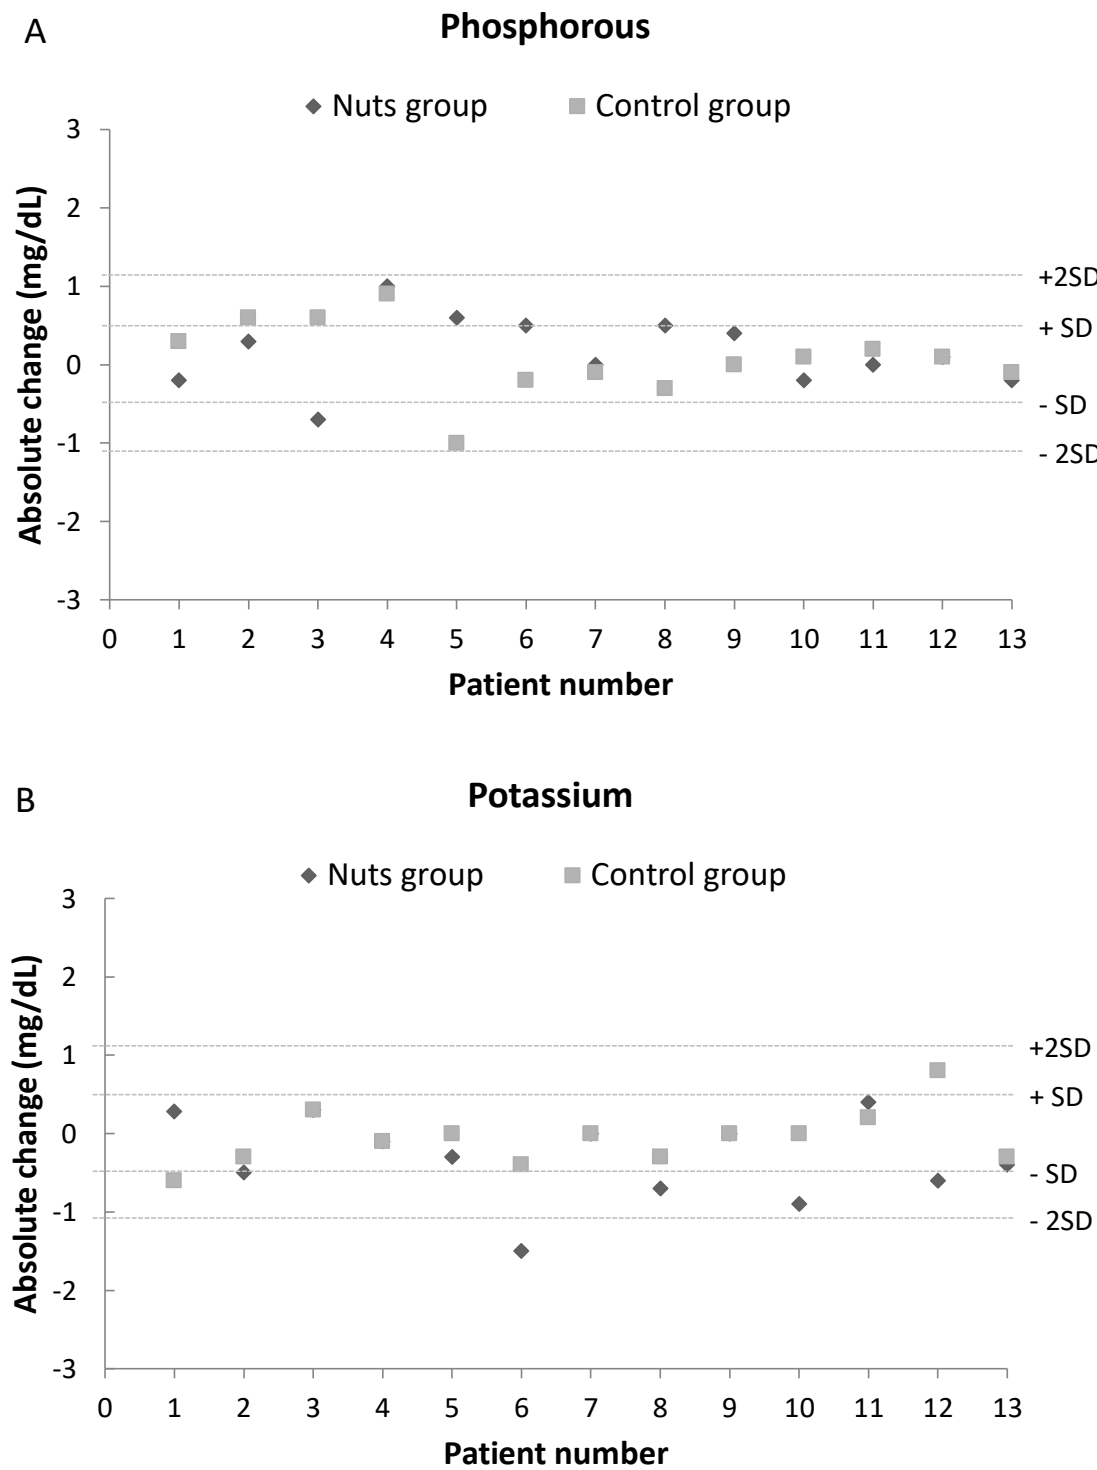 A
Phosphorous
Nuts group Control group
3
2
1
0
-1
-2
-3
Absolute change (mg/dL)
+2SD
+ SD
- SD
- 2SD
0 1 2 3 4 5 6 7 8 9 10 11 12 13
Patient number
B
Potassium
Nuts group Control group
3
2
1
0
-1
-2
-3
Absolute change (mg/dL)
+2SD
+ SD
- SD
- 2SD
0 1 2 3 4 5 6 7 8 9 10 11 12 13
Patient number